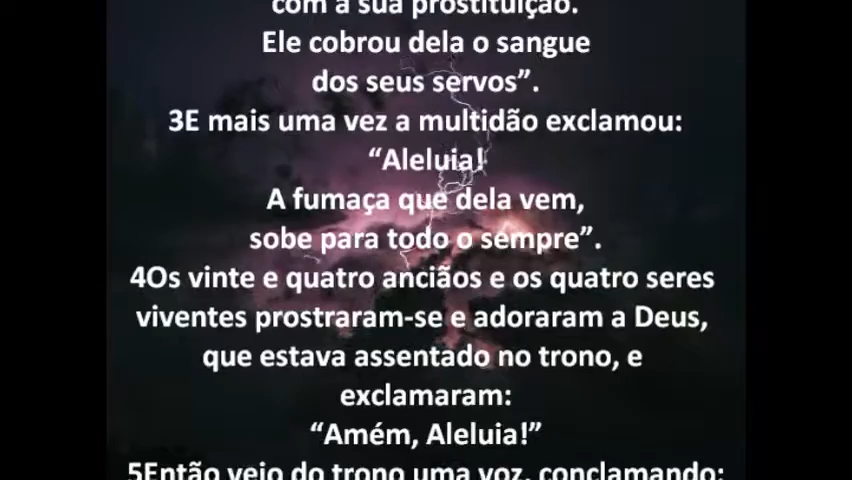 com a sua prostituição.
Ele cobrou dela o sangue
dos seus servos”.
3E mais uma vez a multidão exclamou:
“Aleluia!
A fumaça que dela vem,
sobe para todo o sempre”.
4Os vinte e quatro anciãos e os quatro seres
viventes prostraram-se e adoraram a Deus,
que estava assentado no trono, e
exclamaram:
“Amém, Aleluia!”
5Então veio do trono uma voz, conclamando: